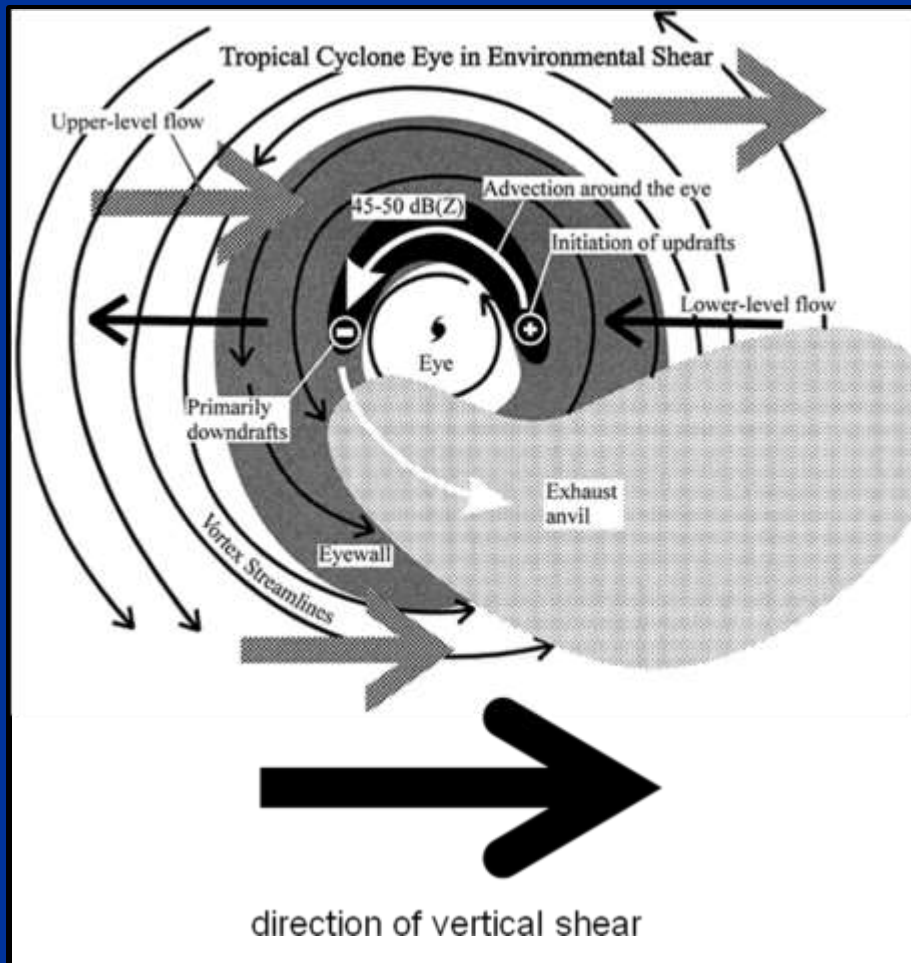 Tropical Cyclone Eye in Environmental Shear
Upper-level flow
Advection around the eye
45-50 dB(Z)
Initiation of updrafts
Lower-level flow
Eye
Primarily
downdrafts
Exhaust
anvil
Eyewall
Vortex Streamlines
direction of vertical shear